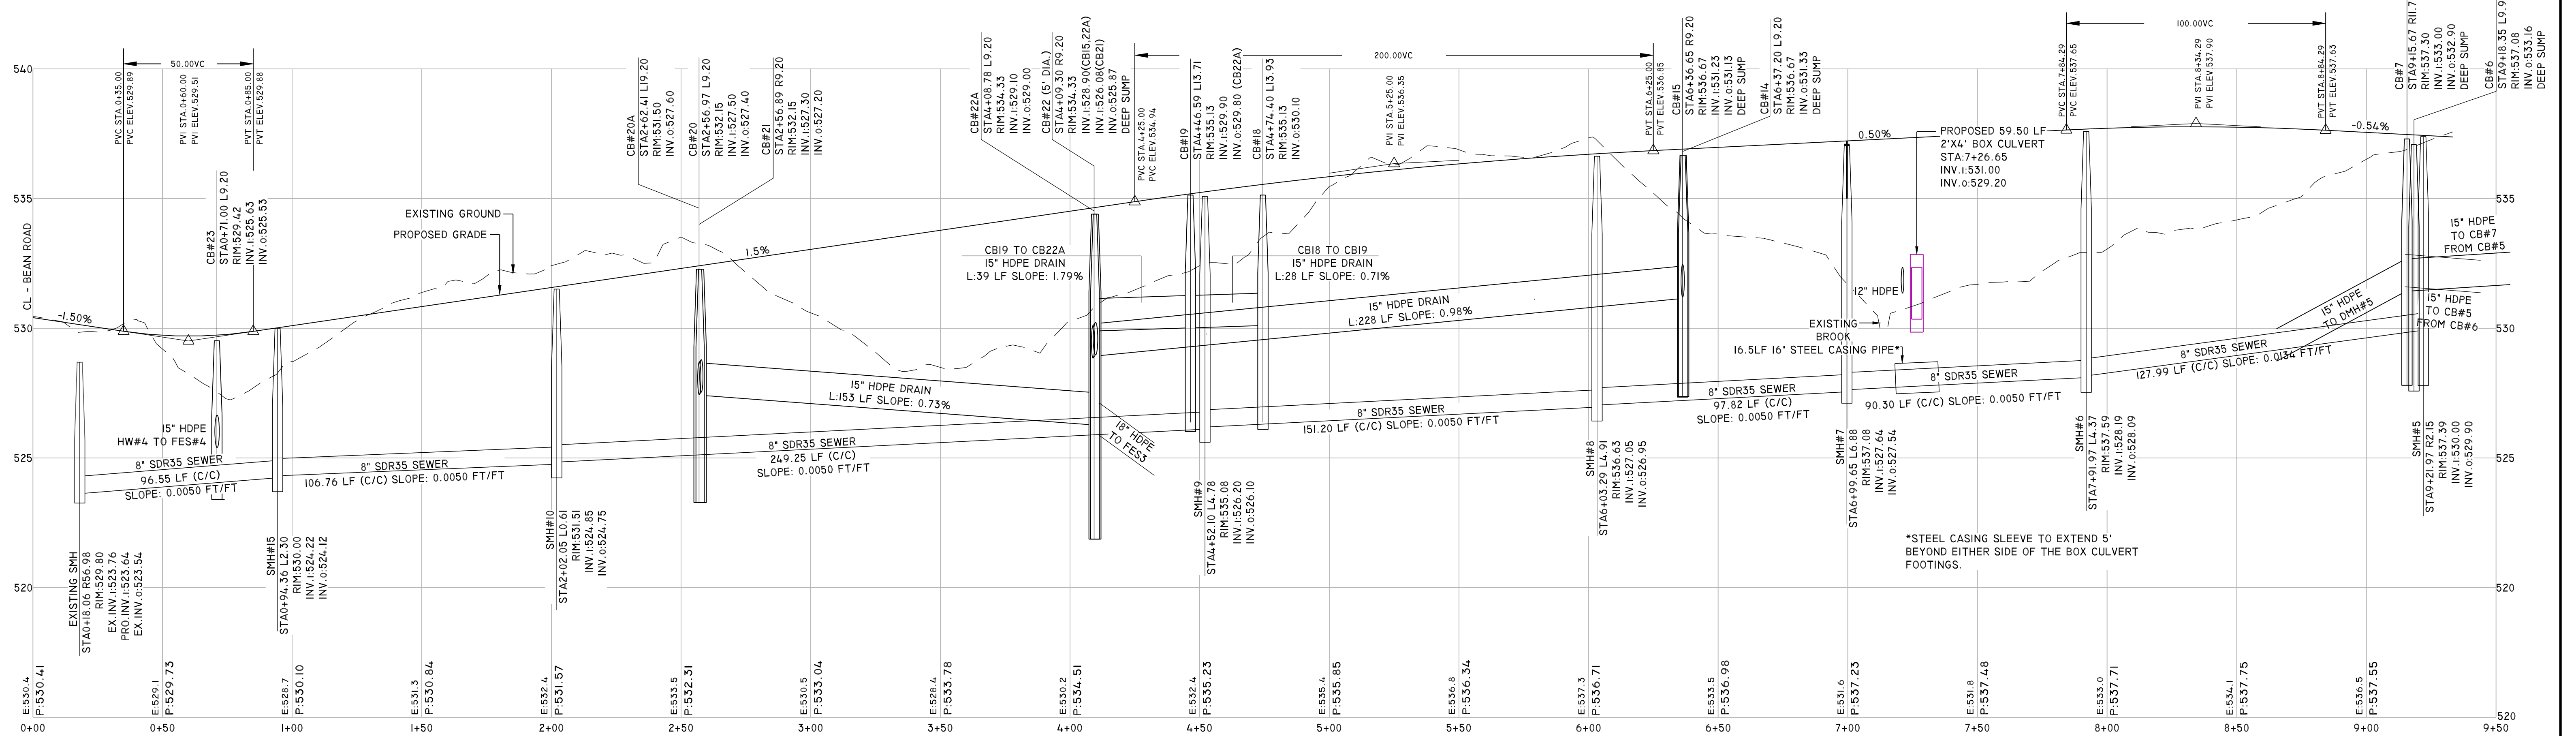 540
535
530
525
520
CL - BEAN ROAD
-1.50%
50.00VC
PVC STA.0+35.00
PVC ELEV.529.89
PVI STA.0+60.00
PVI ELEV.529.51
PVT STA.0+85.00
PVT ELEV.529.88
CB#23
STA0+71.00 L9.20
RIM:529.42
INV.I:525.63
INV.O:525.53
15" HDPE
HW#4 TO FES#4
8" SDR35 SEWER
96.55 LF (C/C)
SLOPE: 0.0050 FT/FT
EXISTING SMH
STA0+18.06 R56.98
RIM:529.80
EX.INV.I:523.76
PRO.INV.I:523.64
EX.INV.O:523.54
SMH#15
STA0+94.36 L2.30
RIM:530.00
INV.I:524.22
INV.O:524.12
EXISTING GROUND
PROPOSED GRADE
8" SDR35 SEWER
106.76 LF (C/C) SLOPE: 0.0050 FT/FT
SMH#10
STA2+02.05 L0.61
RIM:531.51
INV.I:524.85
INV.O:524.75
CB#20A
STA2+62.41 L19.20
RIM:531.50
INV.O:527.60
CB#20
STA2+56.97 L9.20
RIM:532.15
INV.I:527.50
INV.O:527.40
CB#21
STA2+56.89 R9.20
RIM:532.15
INV.I:527.30
INV.O:527.20
1.5%
15" HDPE DRAIN
L:153 LF SLOPE: 0.73%
8" SDR35 SEWER
249.25 LF (C/C)
SLOPE: 0.0050 FT/FT
CB#22A
STA4+08.78 L9.20
RIM:534.33
INV.I:529.10
INV.O:529.00
CB#22 (5' DIA.)
STA4+09.30 R9.20
RIM:534.33
INV.I:528.90(CB15,22A)
INV.I:526.08(CB21)
INV.O:525.87
DEEP SUMP
PVC STA.4+25.00
PVC ELEV.534.94
200.00VC
CB19 TO CB22A
15" HDPE DRAIN
L:39 LF SLOPE: 1.79%
18" HDPE
TO FES3
CB#19
STA4+46.59 L13.71
RIM:535.13
INV.I:529.90
INV.O:529.80 (CB22A)
CB#18
STA4+74.40 L13.93
RIM:535.13
INV.O:530.10
CB18 TO CB19
15" HDPE DRAIN
L:28 LF SLOPE: 0.71%
15" HDPE DRAIN
L:228 LF SLOPE: 0.98%
PVI STA.5+25.00
PVI ELEV.536.35
8" SDR35 SEWER
151.20 LF (C/C) SLOPE: 0.0050 FT/FT
SMH#9
STA4+52.10 L4.78
RIM:535.08
INV.I:526.20
INV.O:526.10
SMH#8
STA6+03.29 L4.91
RIM:536.63
INV.I:527.05
INV.O:526.95
PVT STA.6+25.00
PVT ELEV.536.85
CB#15
STA6+36.65 R9.20
RIM:536.67
INV.I:531.23
INV.O:531.13
DEEP SUMP
CB#14
STA6+37.20 L9.20
RIM:536.67
INV.O:531.33
DEEP SUMP
8" SDR35 SEWER
97.82 LF (C/C)
SLOPE: 0.0050 FT/FT
SMH#7
STA6+99.65 L6.88
RIM:537.08
INV.I:527.64
INV.O:527.54
0.50%
12" HDPE
EXISTING
BROOK
16.5LF 16" STEEL CASING PIPE*
PROPOSED 59.50 LF
2'X4' BOX CULVERT
STA:7+26.65
INV.I:531.00
INV.O:529.20
8" SDR35 SEWER
90.30 LF (C/C) SLOPE: 0.0050 FT/FT
PVC STA.7+84.29
PVC ELEV.537.65
100.00VC
PVI STA.8+34.29
PVI ELEV.537.90
PVT STA.8+84.29
PVT ELEV.537.63
-0.54%
SMH#6
STA7+91.97 L4.37
RIM:537.59
INV.I:528.19
INV.O:528.09
*STEEL CASING SLEEVE TO EXTEND 5'
BEYOND EITHER SIDE OF THE BOX CULVERT
FOOTINGS.
8" SDR35 SEWER
127.99 LF (C/C) SLOPE: 0.0134 FT/FT
15" HDPE
TO DMH#5
CB#7
STA9+15.67 R11.7
RIM:537.30
INV.I:533.00
INV.O:532.90
DEEP SUMP
CB#6
STA9+18.35 L9.9
RIM:537.08
INV.O:533.16
DEEP SUMP
15" HDPE
TO CB#7
FROM CB#5
15" HDPE
TO CB#5
FROM CB#6
SMH#5
STA9+21.97 R2.15
RIM:537.39
INV.I:530.00
INV.O:529.90
535
530
525
520
520
E:530.4
P:530.41
E:529.1
P:529.73
E:528.7
P:530.10
E:531.3
P:530.84
E:532.4
P:531.57
E:533.5
P:532.31
E:530.5
P:533.04
E:528.4
P:533.78
E:530.2
P:534.51
E:532.4
P:535.23
E:535.4
P:535.85
E:536.8
P:536.34
E:537.3
P:536.71
E:533.5
P:536.98
E:531.6
P:537.23
E:531.8
P:537.48
E:533.0
P:537.71
E:534.1
P:537.75
E:536.5
P:537.55
0+00
0+50
1+00
1+50
2+00
2+50
3+00
3+50
4+00
4+50
5+00
5+50
6+00
6+50
7+00
7+50
8+00
8+50
9+00
9+50